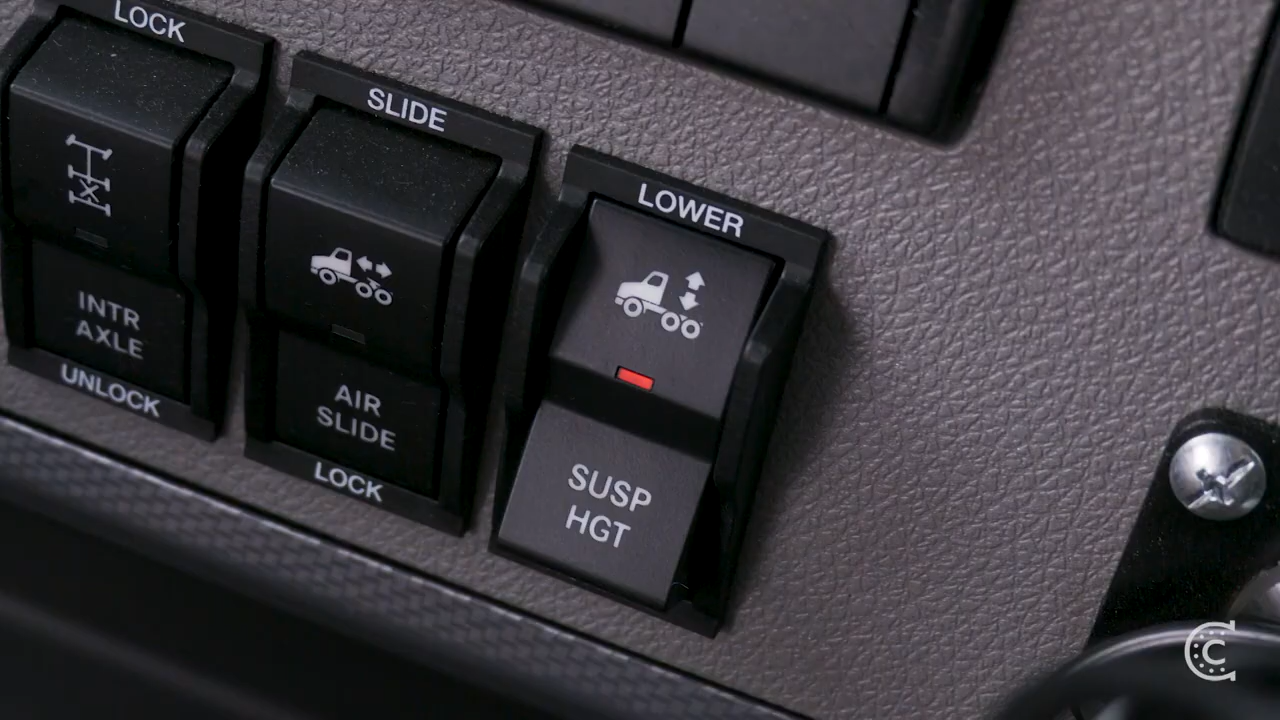 LOCK
INTR
AXLE
UNLOCK
SLIDE
AIR
SLIDE
LOCK
LOWER
SUSP
HGT
C